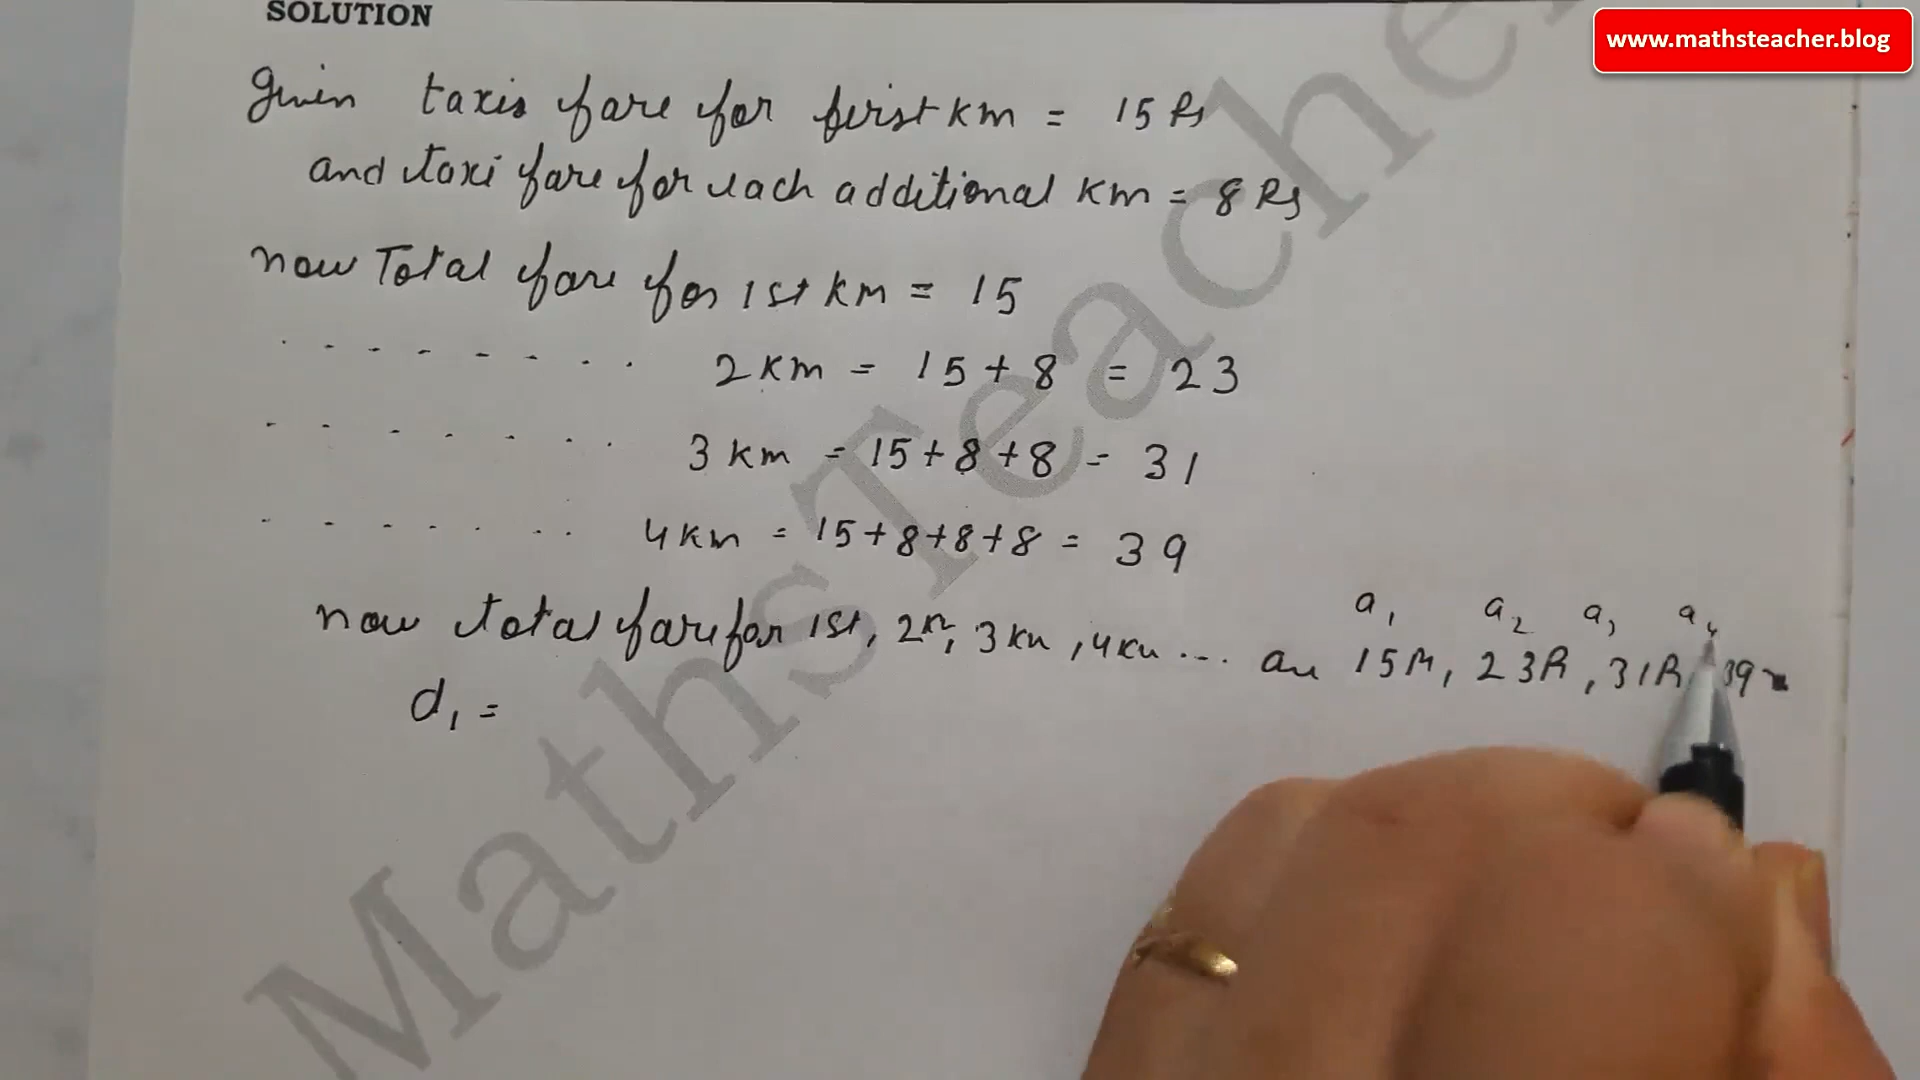 SOLUTION
www.mathsteacher.blog
Given taxis fare for first km = 15 Rs
and taxi fare for each additional km = 8 Rs
now Total fare for 1st km = 15
. - - - - - - . . 2 km = 15 + 8 = 23
. . . . . . . . 3 km = 15 + 8 + 8 = 31
. . . . . . . . 4 km = 15 + 8 + 8 + 8 = 39
a1 a2 a3 a4
now total fare for 1st, 3 km, 4 km ... are 15 Rs, 23 R, 31 R 39
d1 =
Maths Teacher